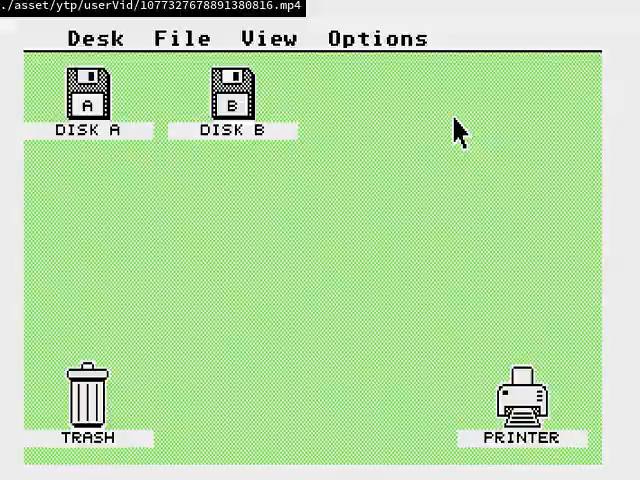 ./asset/ytp/userVid/1077327678891380816.mp4
Desk File View Options
A B
DISK A DISK B
TRASH PRINTER